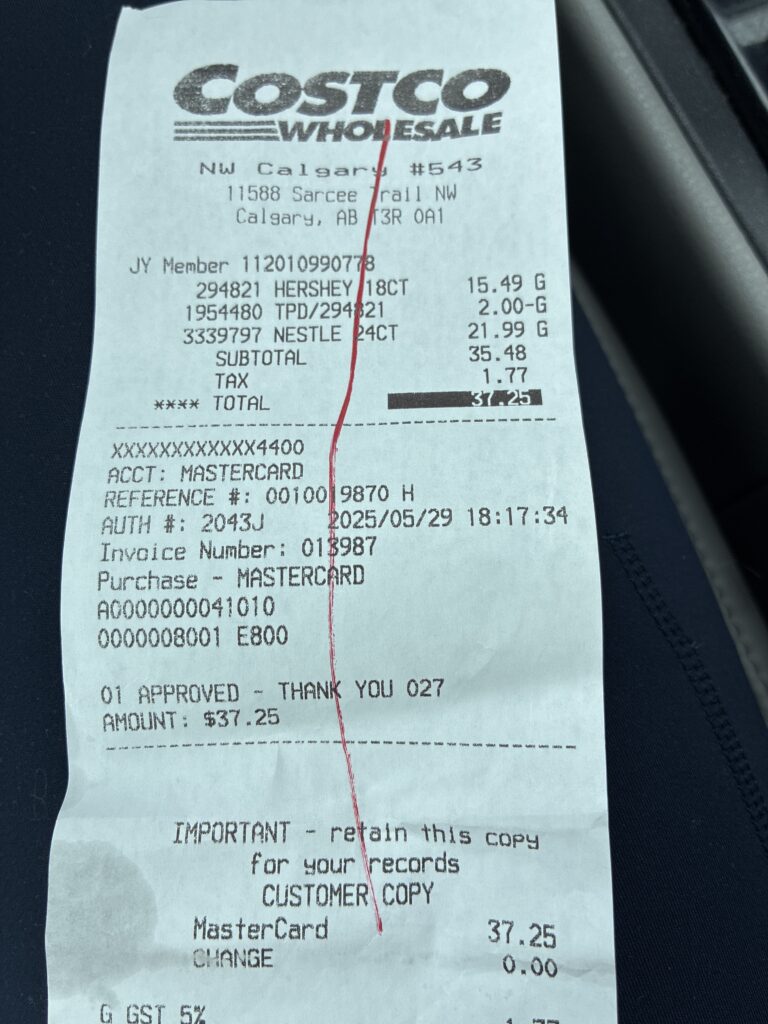 COSTCO
WHOLESALE
NW Calgary #543
11588 Sarcee Trail NW
Calgary, AB T3R 0A1
JY Member 112010990778
294821 HERSHEY 18CT 15.49 G
1954480 TPD/294821 2.00-G
3339797 NESTLE 24CT 21.99 G
SUBTOTAL 35.48
TAX 1.77
**** TOTAL 37.25
XXXXXXXXXXXX4400
ACCT: MASTERCARD
REFERENCE #: 0010019870 H
AUTH #: 2043J 2025/05/29 18:17:34
Invoice Number: 013987
Purchase - MASTERCARD
A0000000041010
0000008001 E800
01 APPROVED - THANK YOU 027
AMOUNT: $37.25
IMPORTANT - retain this copy
for your records
CUSTOMER COPY
MasterCard 37.25
CHANGE 0.00
G GST 5% 1.77